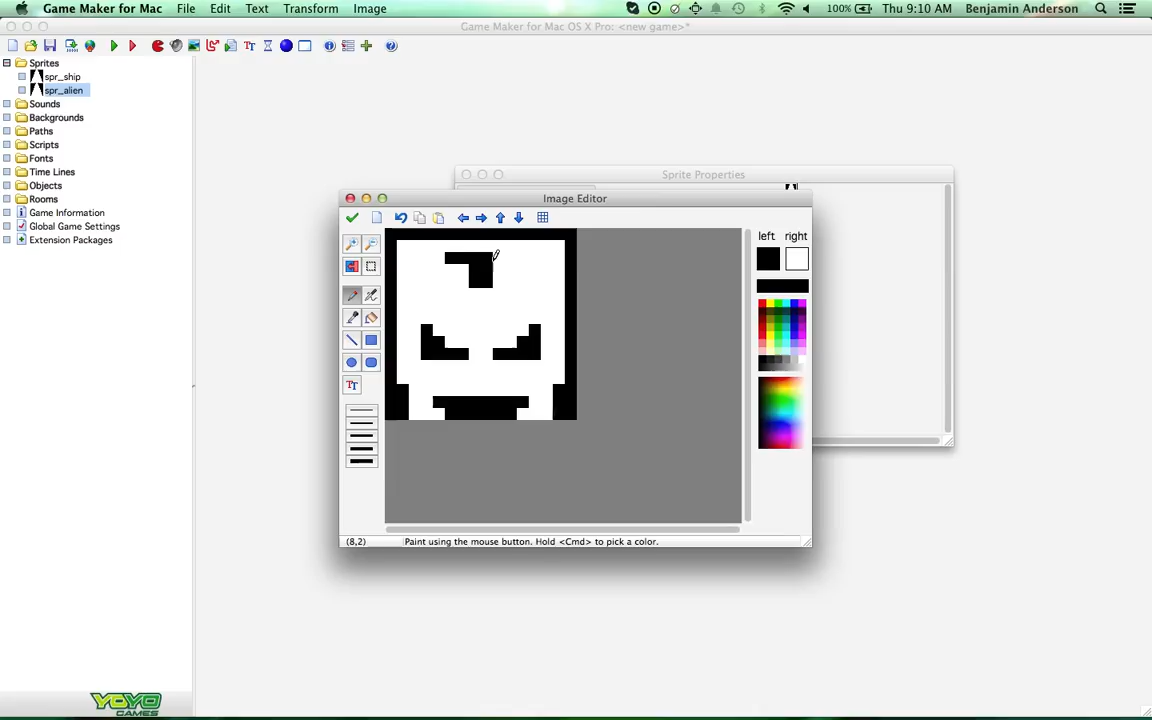 Game Maker for Mac File Edit Text Transform Image 100% Thu 9:10 AM Benjamin Anderson
Game Maker for Mac OS X Pro: <new game>*
Sprites
spr_ship
spr_alien
Sounds
Backgrounds
Paths
Scripts
Fonts
Time Lines
Objects
Rooms
Game Information
Global Game Settings
Extension Packages
Sprite Properties
Image Editor
left right
(8,2) Paint using the mouse button. Hold <Cmd> to pick a color.
YOYO
GAMES